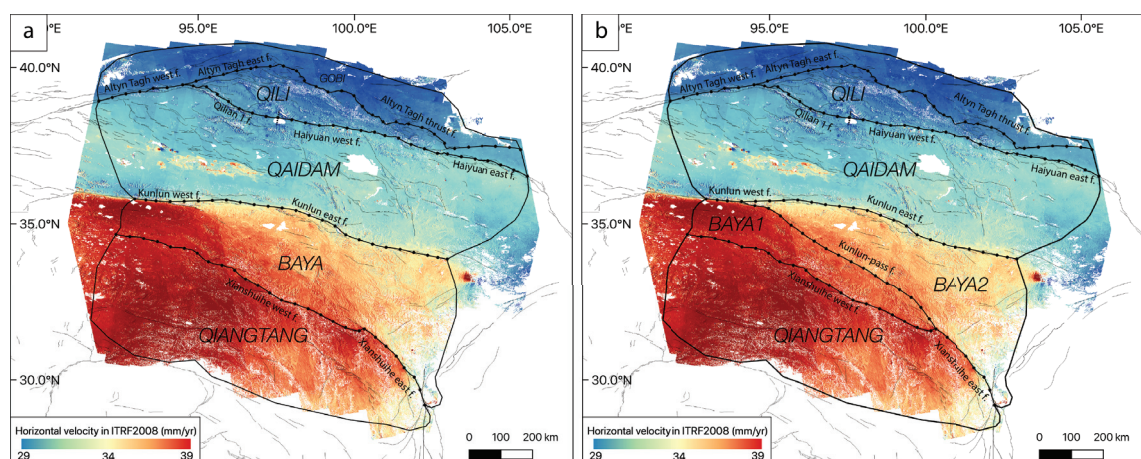 a
95.0°E
100.0°E
105.0°E
40.0°N
35.0°N
30.0°N
Altyn Tagh west f.
Altyn Tagh east f.
GOBI
QILI
Altyn Tagh thrust f.
Qilian 1 f.
Haiyuan west f.
Haiyuan east f.
QAIDAM
Kunlun west f.
Kunlun east f.
BAYA
Xianshuihe west f.
QIANGTANG
Xianshuihe east f.
Horizontal velocity in ITRF2008 (mm/yr)
29
34
39
0
100
200 km
b
95.0°E
100.0°E
105.0°E
40.0°N
35.0°N
30.0°N
Altyn Tagh west f.
Altyn Tagh east f.
QILI
Altyn Tagh thrust f.
Qilian 1 f.
Haiyuan west f.
Haiyuan east f.
QAIDAM
Kunlun west f.
Kunlun east f.
BAYA1
Kunlun-pass f.
BAYA2
Xianshuihe west f.
QIANGTANG
Xianshuihe east f.
Horizontal velocity in ITRF2008 (mm/yr)
29
34
39
0
100
200 km